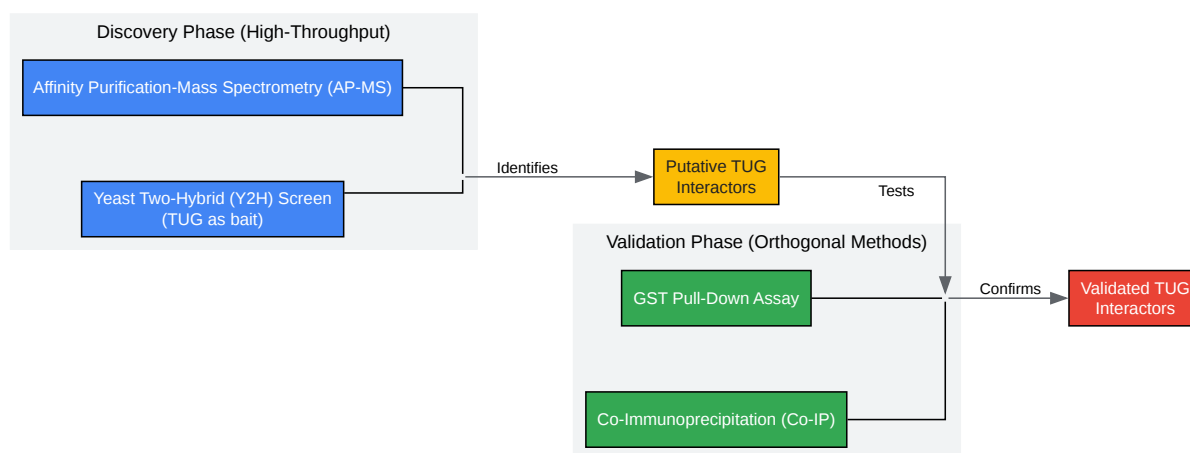 Discovery Phase (High-Throughput)
Affinity Purification-Mass Spectrometry (AP-MS)
Yeast Two-Hybrid (Y2H) Screen
(TUG as bait)
Identifies
Putative TUG
Interactors
Tests
Validation Phase (Orthogonal Methods)
GST Pull-Down Assay
Co-Immunoprecipitation (Co-IP)
Confirms
Validated TUG
Interactors